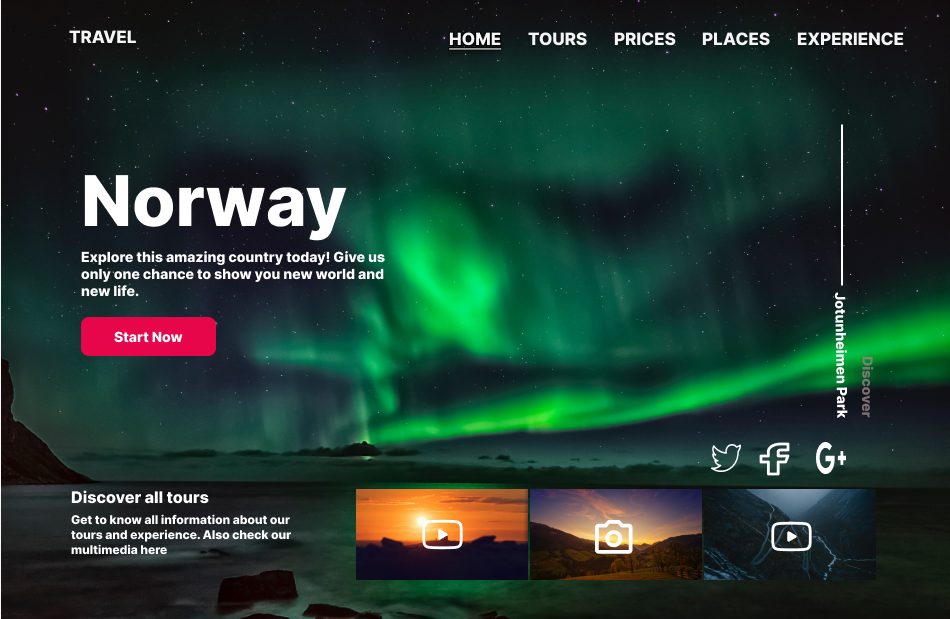 TRAVEL
HOME
TOURS
PRICES
PLACES
EXPERIENCE
Norway
Explore this amazing country today! Give us
only one chance to show you new world and
new life.
Start Now
Jotunheimen Park
Discover
G+
Discover all tours
Get to know all information about our
tours and experience. Also check our
multimedia here